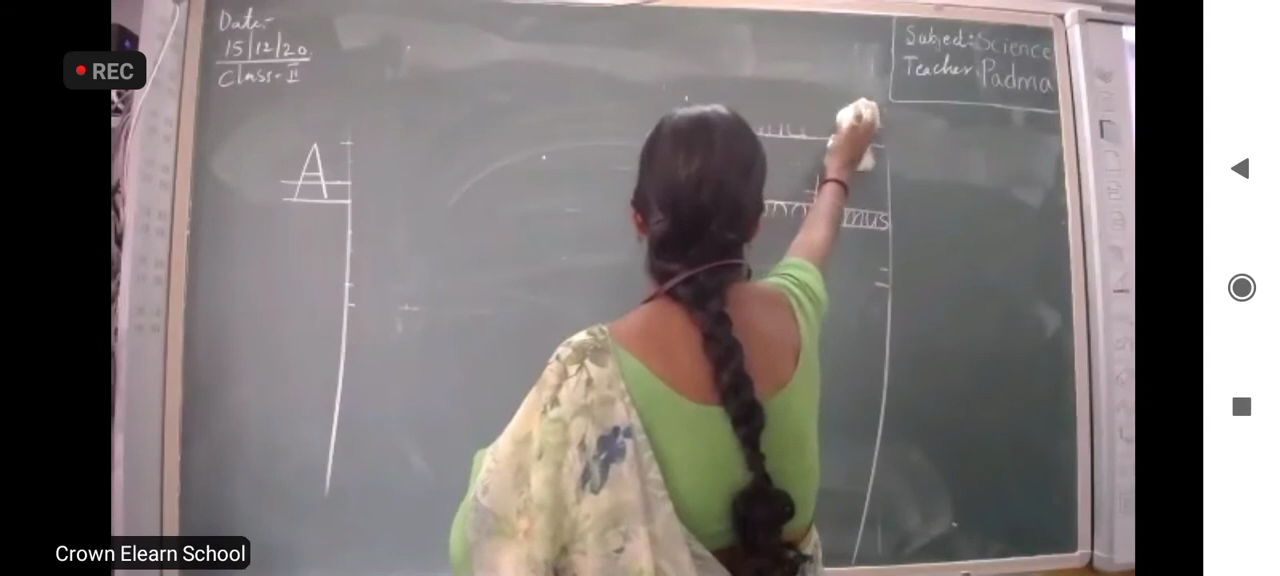 REC
Date:-
15/12/20.
Class-II
Subject:Science
Teacher:Padma
A
Crown Elearn School